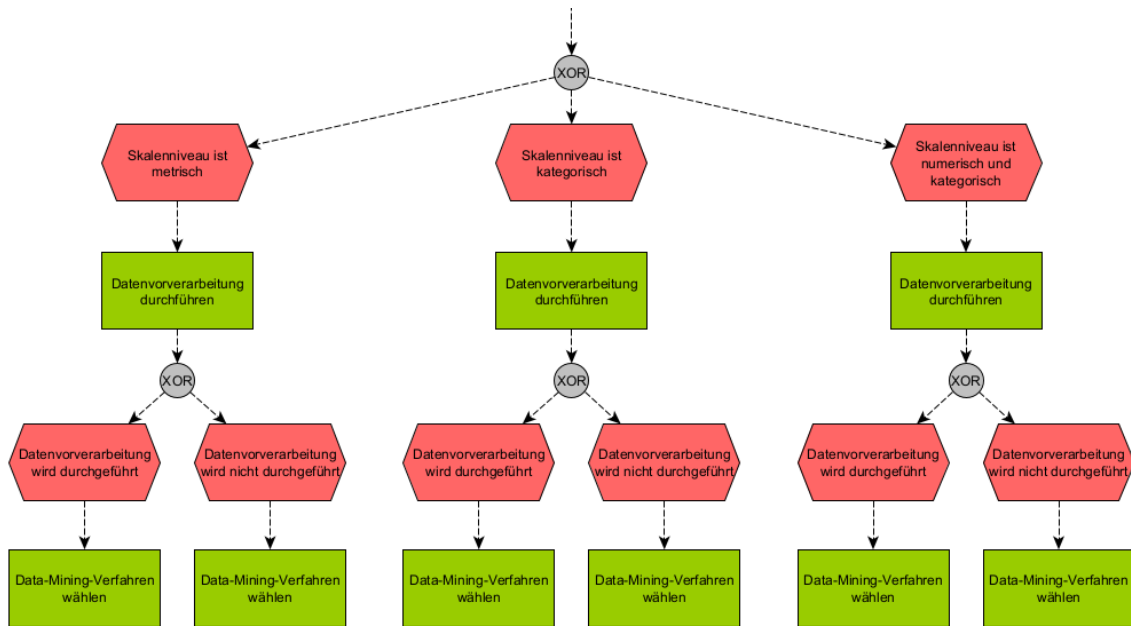 XOR
Skalenniveau ist
metrisch
Skalenniveau ist
kategorisch
Skalenniveau ist
numerisch und
kategorisch
Datenvorverarbeitung
durchführen
Datenvorverarbeitung
durchführen
Datenvorverarbeitung
durchführen
XOR
XOR
XOR
Datenvorverarbeitung
wird durchgeführt
Datenvorverarbeitung
wird nicht durchgeführt
Datenvorverarbeitung
wird durchgeführt
Datenvorverarbeitung
wird nicht durchgeführt
Datenvorverarbeitung
wird durchgeführt
Datenvorverarbeitung
wird nicht durchgeführt
Data-Mining-Verfahren
wählen
Data-Mining-Verfahren
wählen
Data-Mining-Verfahren
wählen
Data-Mining-Verfahren
wählen
Data-Mining-Verfahren
wählen
Data-Mining-Verfahren
wählen